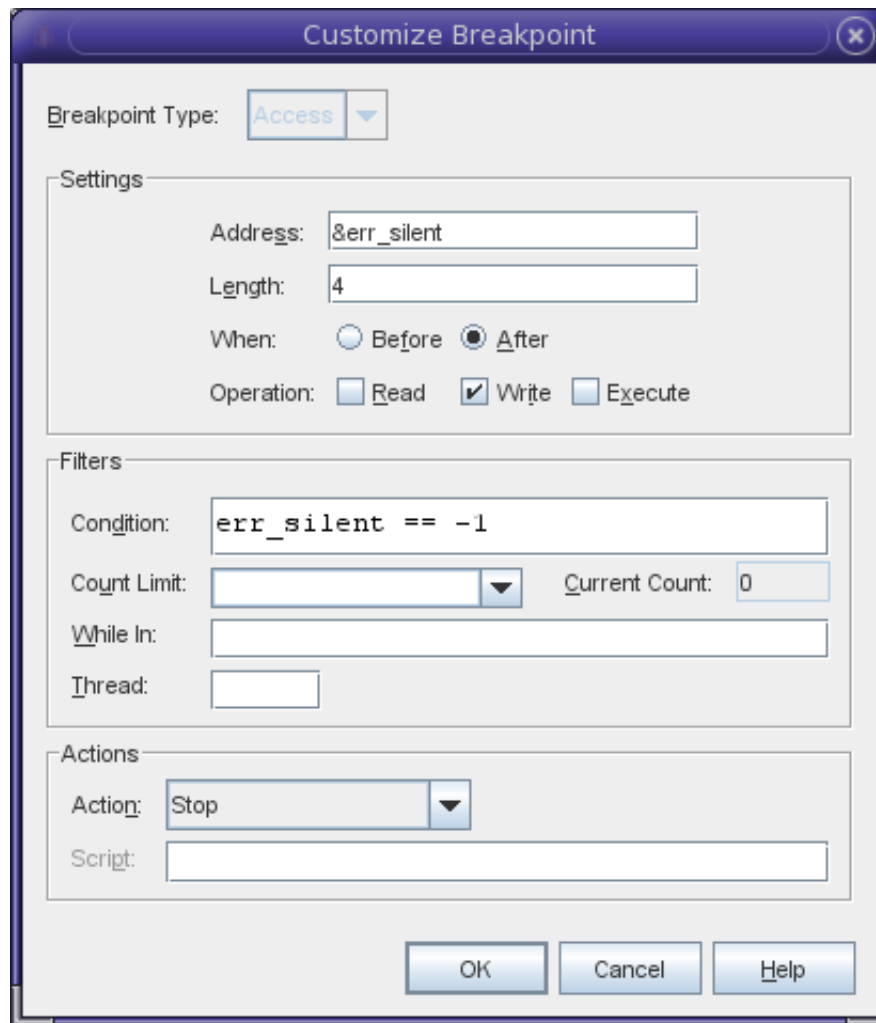 Customize Breakpoint
Breakpoint Type: Access
Settings
Address: &err_silent
Length: 4
When: Before After
Operation: Read Write Execute
Filters
Condition: err_silent == -1
Count Limit: Current Count: 0
While In:
Thread:
Actions
Action: Stop
Script:
OK Cancel Help